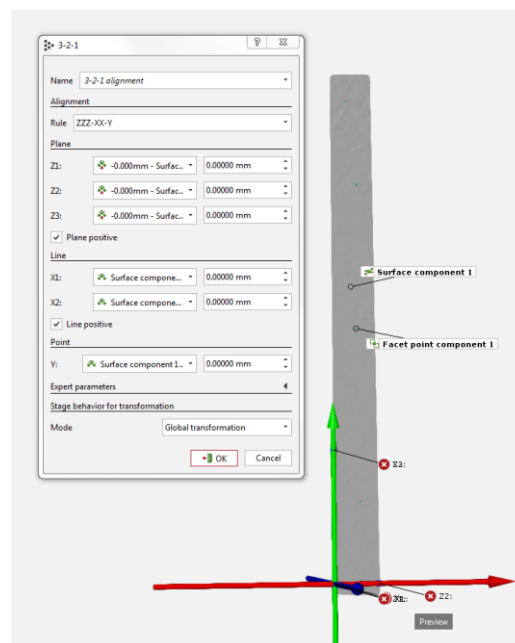 3-2-1
Name 3-2-1 alignment
Alignment
Rule ZZZ-XX-Y
Plane
Z1: -0.000mm - Surfac... 0.00000 mm
Z2: -0.000mm - Surfac... 0.00000 mm
Z3: -0.000mm - Surfac... 0.00000 mm
Plane positive
Line
X1: Surface compone... 0.00000 mm
X2: Surface compone... 0.00000 mm
Line positive
Point
Y: Surface component 1... 0.00000 mm
Expert parameters
Stage behavior for transformation
Mode Global transformation
OK Cancel
Surface component 1
Facet point component 1
Z2:
Preview